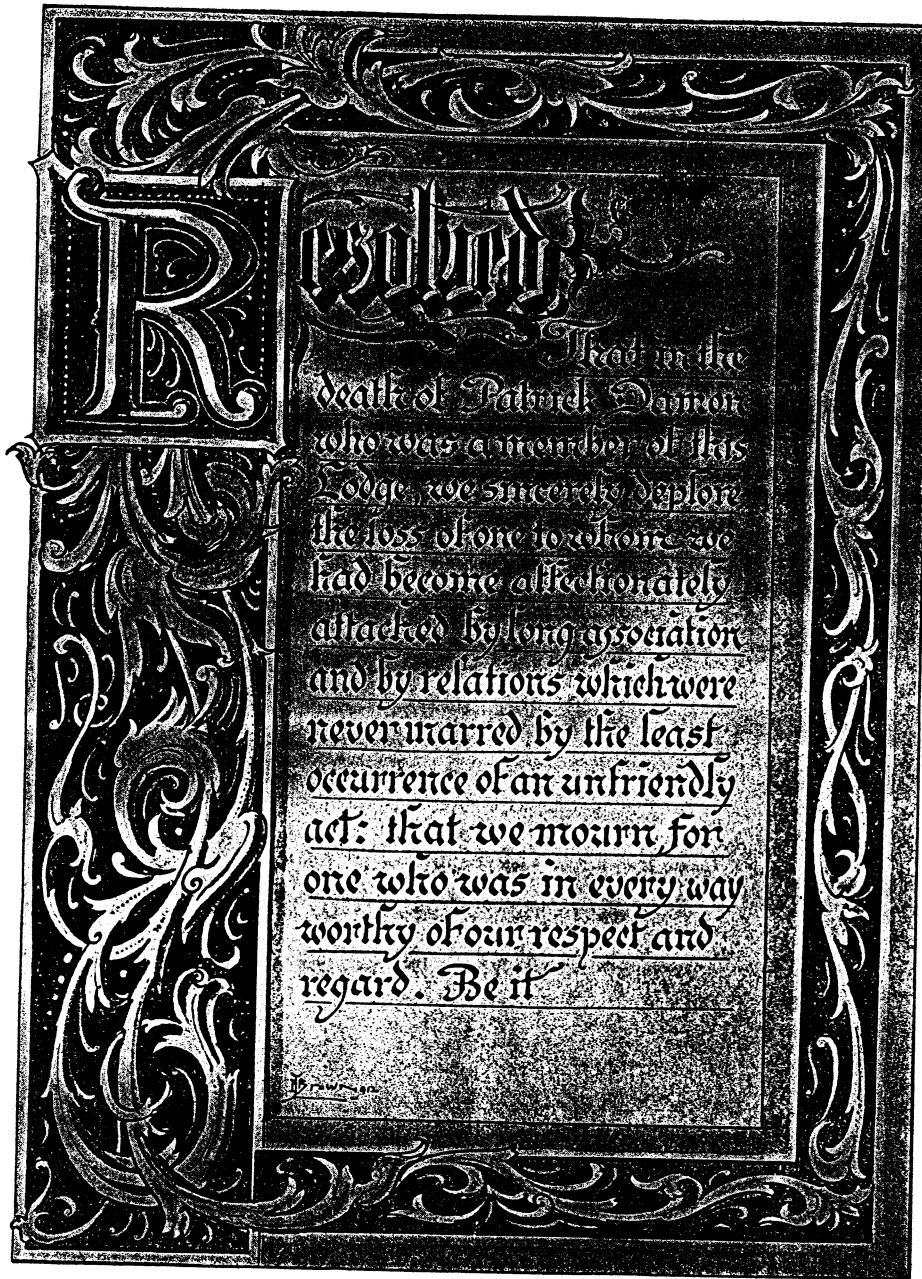 Resolved
That in the
death of Patrick Damon
who was a member of this
Lodge, we sincerely deplore
the loss of one to whom we
had become affectionately
attached by long association
and by relations which were
never marred by the least
occurrence of an unfriendly
act: that we mourn for
one who was in every way
worthy of our respect and
regard. Be it